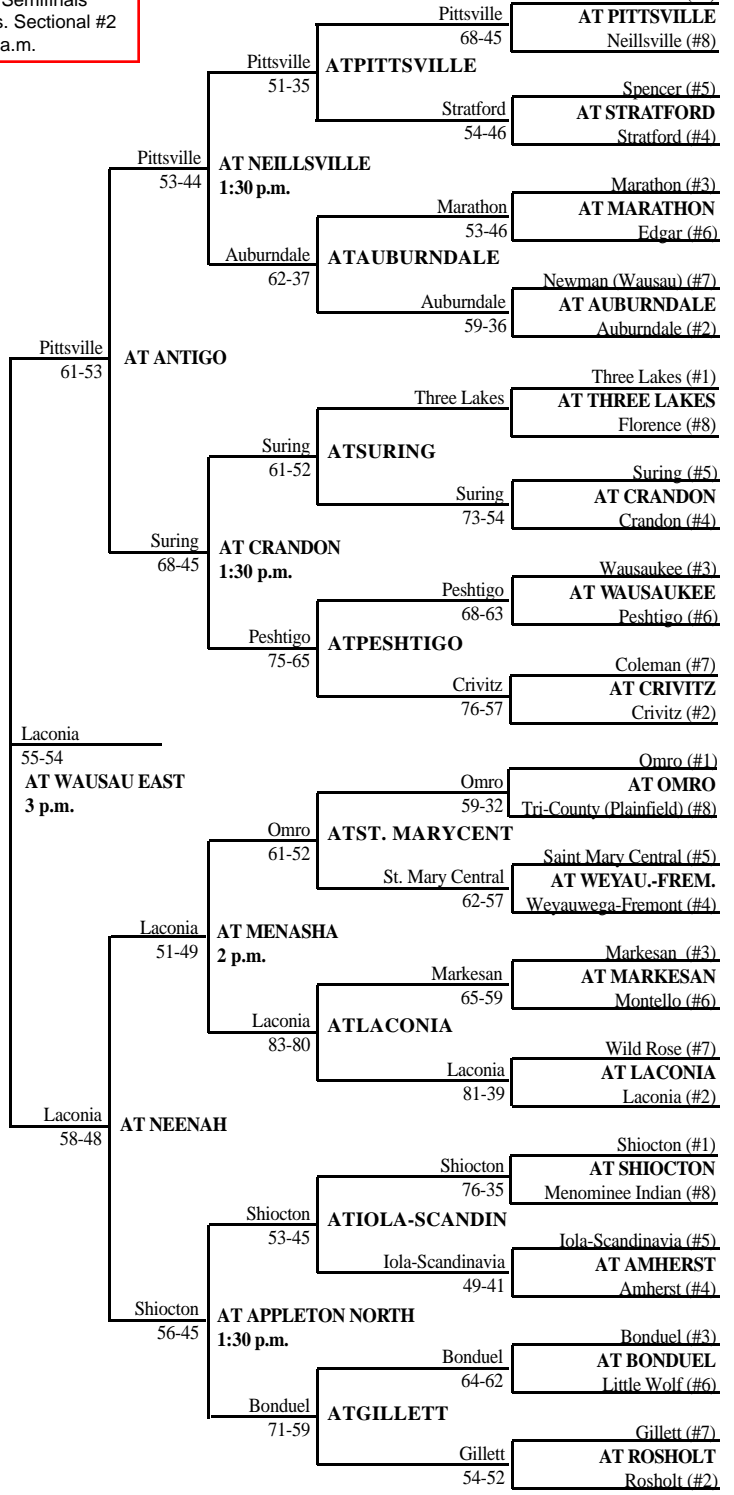 Semifinals
s. Sectional #2
a.m.
Pittsville
68-45
AT PITTSVILLE
Neillsville (#8)
Pittsville
51-35
ATPITTSVILLE
Spencer (#5)
Stratford
54-46
AT STRATFORD
Stratford (#4)
Pittsville
53-44
AT NEILLSVILLE
1:30 p.m.
Marathon (#3)
Marathon
53-46
AT MARATHON
Edgar (#6)
Auburndale
62-37
ATAUBURNDALE
Newman (Wausau) (#7)
Auburndale
59-36
AT AUBURNDALE
Auburndale (#2)
Pittsville
61-53
AT ANTIGO
Three Lakes (#1)
Three Lakes
AT THREE LAKES
Florence (#8)
Suring
61-52
ATSURING
Suring (#5)
Suring
73-54
AT CRANDON
Crandon (#4)
Suring
68-45
AT CRANDON
1:30 p.m.
Wausaukee (#3)
Peshtigo
68-63
AT WAUSAUKEE
Peshtigo (#6)
Peshtigo
75-65
ATPESHTIGO
Coleman (#7)
Crivitz
76-57
AT CRIVITZ
Crivitz (#2)
Laconia
55-54
AT WAUSAU EAST
3 p.m.
Omro (#1)
Omro
59-32
AT OMRO
Tri-County (Plainfield) (#8)
Omro
61-52
ATST. MARYCENT
Saint Mary Central (#5)
St. Mary Central
62-57
AT WEYAU.-FREM.
Weyauwega-Fremont (#4)
Laconia
51-49
AT MENASHA
2 p.m.
Markesan (#3)
Markesan
65-59
AT MARKESAN
Montello (#6)
Laconia
83-80
ATLACONIA
Wild Rose (#7)
Laconia
81-39
AT LACONIA
Laconia (#2)
Laconia
58-48
AT NEENAH
Shiocton (#1)
Shiocton
76-35
AT SHIOCTON
Menominee Indian (#8)
Shiocton
53-45
ATIOLA-SCANDIN
Iola-Scandinavia (#5)
Iola-Scandinavia
49-41
AT AMHERST
Amherst (#4)
Shiocton
56-45
AT APPLETON NORTH
1:30 p.m.
Bonduel (#3)
Bonduel
64-62
AT BONDUEL
Little Wolf (#6)
Bonduel
71-59
ATGILLETT
Gillett (#7)
Gillett
54-52
AT ROSHOLT
Rosholt (#2)